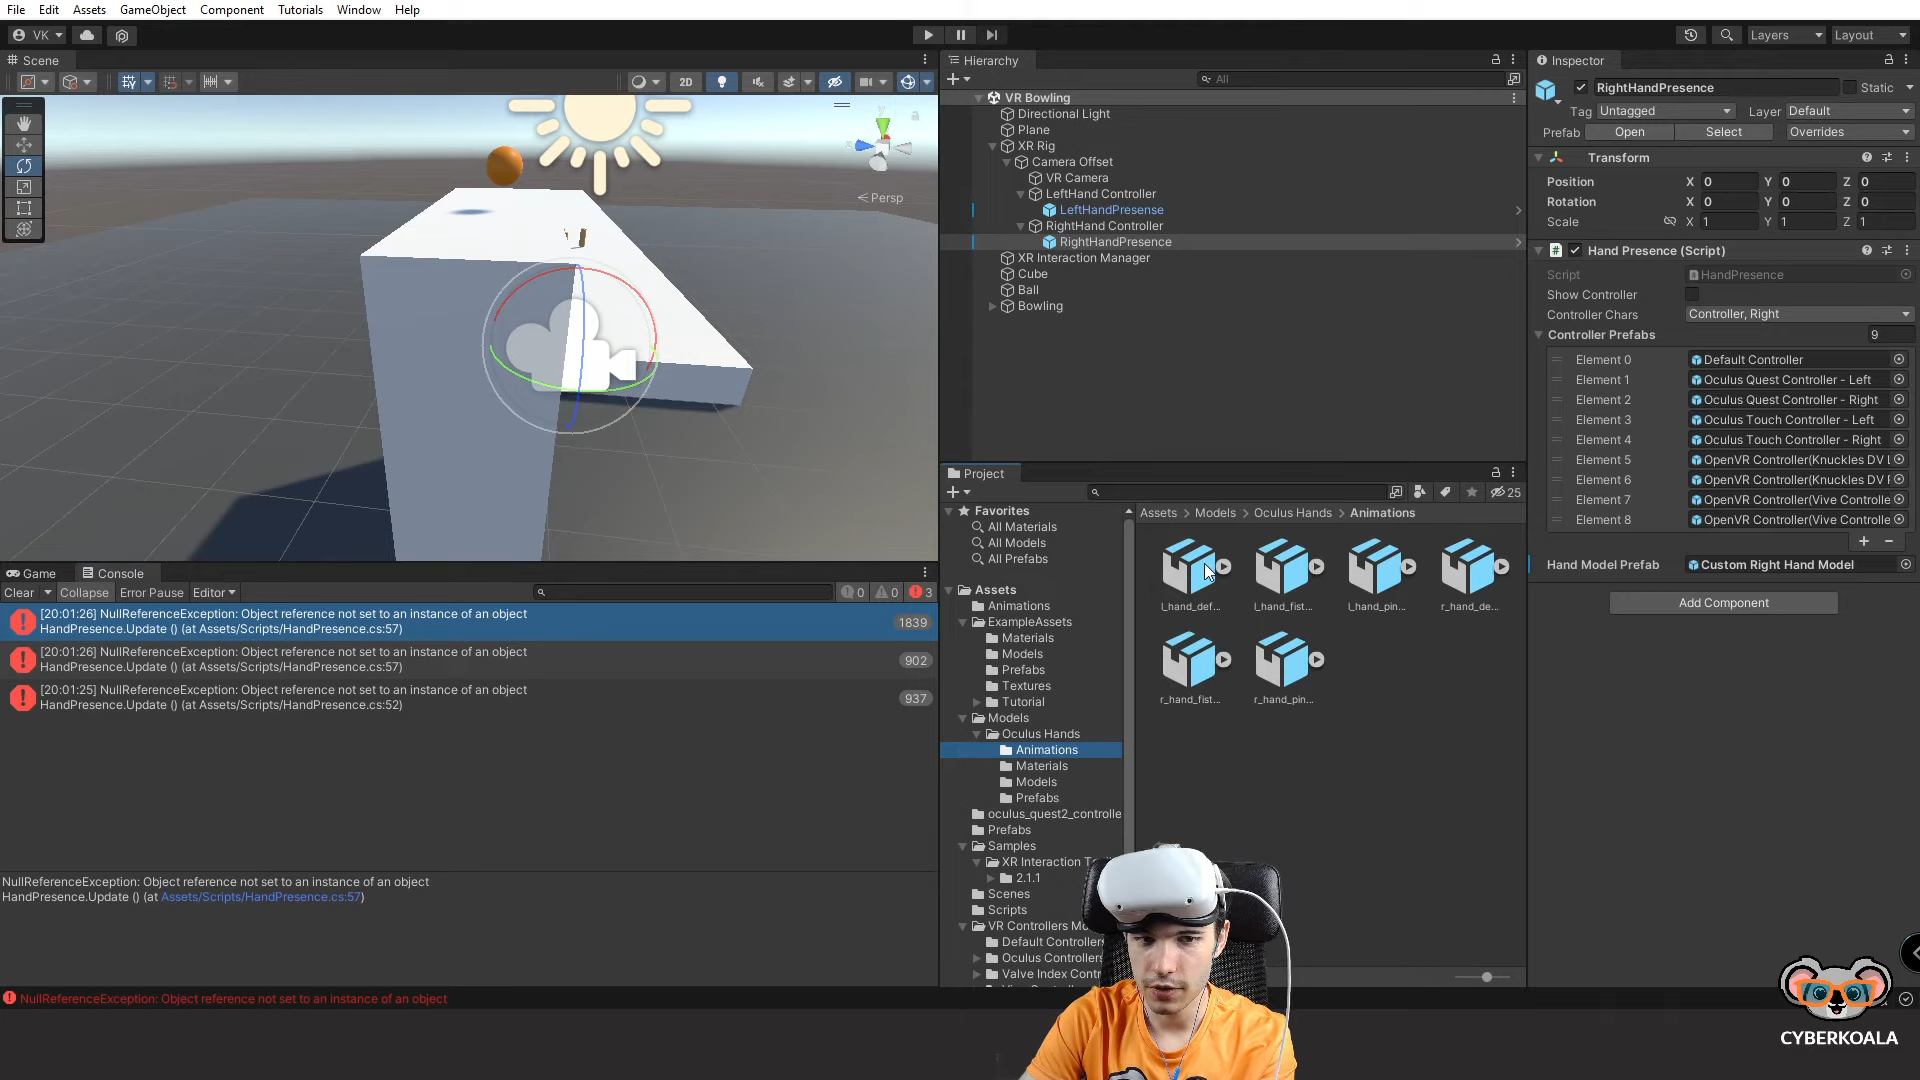 File Edit Assets GameObject Component Tutorials Window Help
VK Layers Layout
Scene
2D
Persp
Hierarchy
All
VR Bowling
Directional Light
Plane
XR Rig
Camera Offset
VR Camera
LeftHand Controller
LeftHandPresense
RightHand Controller
RightHandPresence
XR Interaction Manager
Cube
Ball
Bowling
Inspector
RightHandPresence Static
Tag Untagged Layer Default
Prefab Open Select Overrides
Transform
Position X 0 Y 0 Z 0
Rotation X 0 Y 0 Z 0
Scale X 1 Y 1 Z 1
Hand Presence (Script)
Script HandPresence
Show Controller
Controller Chars Controller, Right
Controller Prefabs 9
Element 0 Default Controller
Element 1 Oculus Quest Controller - Left
Element 2 Oculus Quest Controller - Right
Element 3 Oculus Touch Controller - Left
Element 4 Oculus Touch Controller - Right
Element 5 OpenVR Controller(Knuckles DV
Element 6 OpenVR Controller(Knuckles DV
Element 7 OpenVR Controller(Vive Controlle
Element 8 OpenVR Controller(Vive Controlle
Hand Model Prefab Custom Right Hand Model
Add Component
Game Console
Clear Collapse Error Pause Editor 0 0 3
[20:01:26] NullReferenceException: Object reference not set to an instance of an object
HandPresence.Update () (at Assets/Scripts/HandPresence.cs:57) 1839
[20:01:26] NullReferenceException: Object reference not set to an instance of an object
HandPresence.Update () (at Assets/Scripts/HandPresence.cs:57) 902
[20:01:25] NullReferenceException: Object reference not set to an instance of an object
HandPresence.Update () (at Assets/Scripts/HandPresence.cs:52) 937
NullReferenceException: Object reference not set to an instance of an object
HandPresence.Update () (at Assets/Scripts/HandPresence.cs:57)
NullReferenceException: Object reference not set to an instance of an object
Project
25
Favorites
All Materials
All Models
All Prefabs
Assets
Animations
ExampleAssets
Materials
Models
Prefabs
Textures
Tutorial
Models
Oculus Hands
Animations
Materials
Models
Prefabs
oculus_quest2_controlle
Prefabs
Samples
XR Interaction
2.1.1
Scenes
Scripts
VR Controllers
Default Controllers
Oculus Controllers
Valve Index
Assets > Models > Oculus Hands > Animations
l_hand_def... l_hand_fist... l_hand_pin... r_hand_de...
r_hand_fist... r_hand_pin...
CYBERKOALA